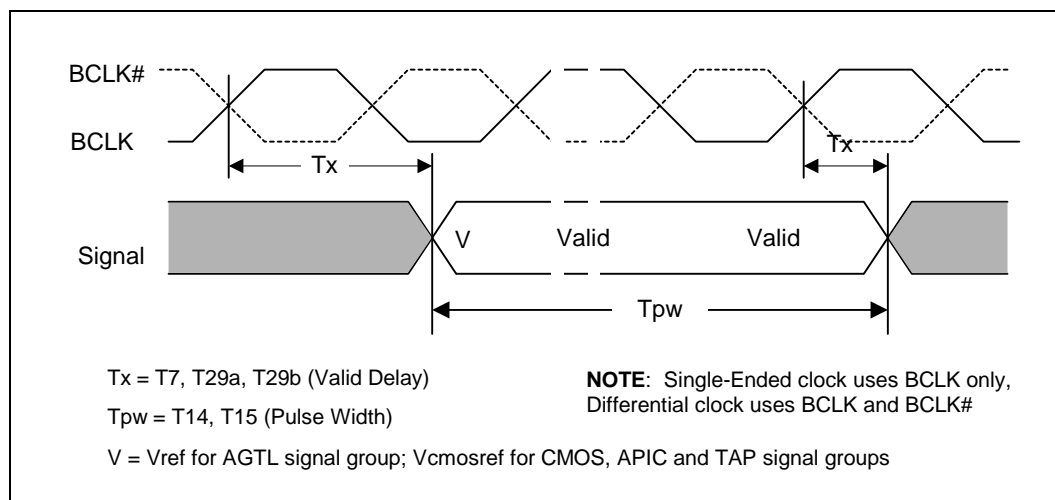 BCLK#
BCLK
Tx
Tx
Signal
V Valid Valid
Tpw
Tx = T7, T29a, T29b (Valid Delay)
Tpw = T14, T15 (Pulse Width)
V = Vref for AGTL signal group; Vcmosref for CMOS, APIC and TAP signal groups
NOTE: Single-Ended clock uses BCLK only,
Differential clock uses BCLK and BCLK#